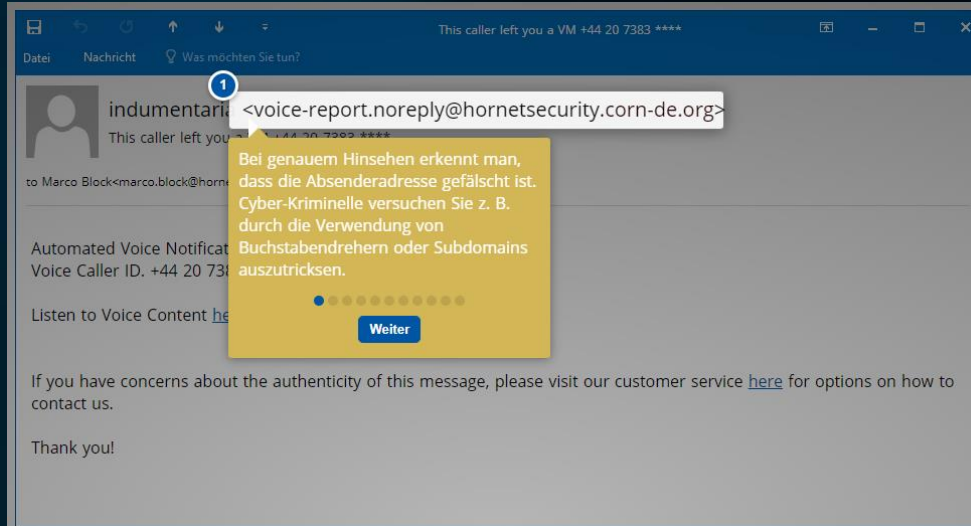 This caller left you a VM +44 20 7383 ****
Datei Nachricht Was möchten Sie tun?
1
indumentaria <voice-report.noreply@hornetsecurity.corn-de.org>
This caller left you a VM +44 20 7383 ****
Bei genauem Hinsehen erkennt man,
dass die Absenderadresse gefälscht ist.
Cyber-Kriminelle versuchen Sie z. B.
durch die Verwendung von
Buchstabendrehern oder Subdomains
auszutricksen.
Weiter
to Marco Block<marco.block@horne
Automated Voice Notificat
Voice Caller ID. +44 20 738
Listen to Voice Content he
If you have concerns about the authenticity of this message, please visit our customer service here for options on how to
contact us.
Thank you!